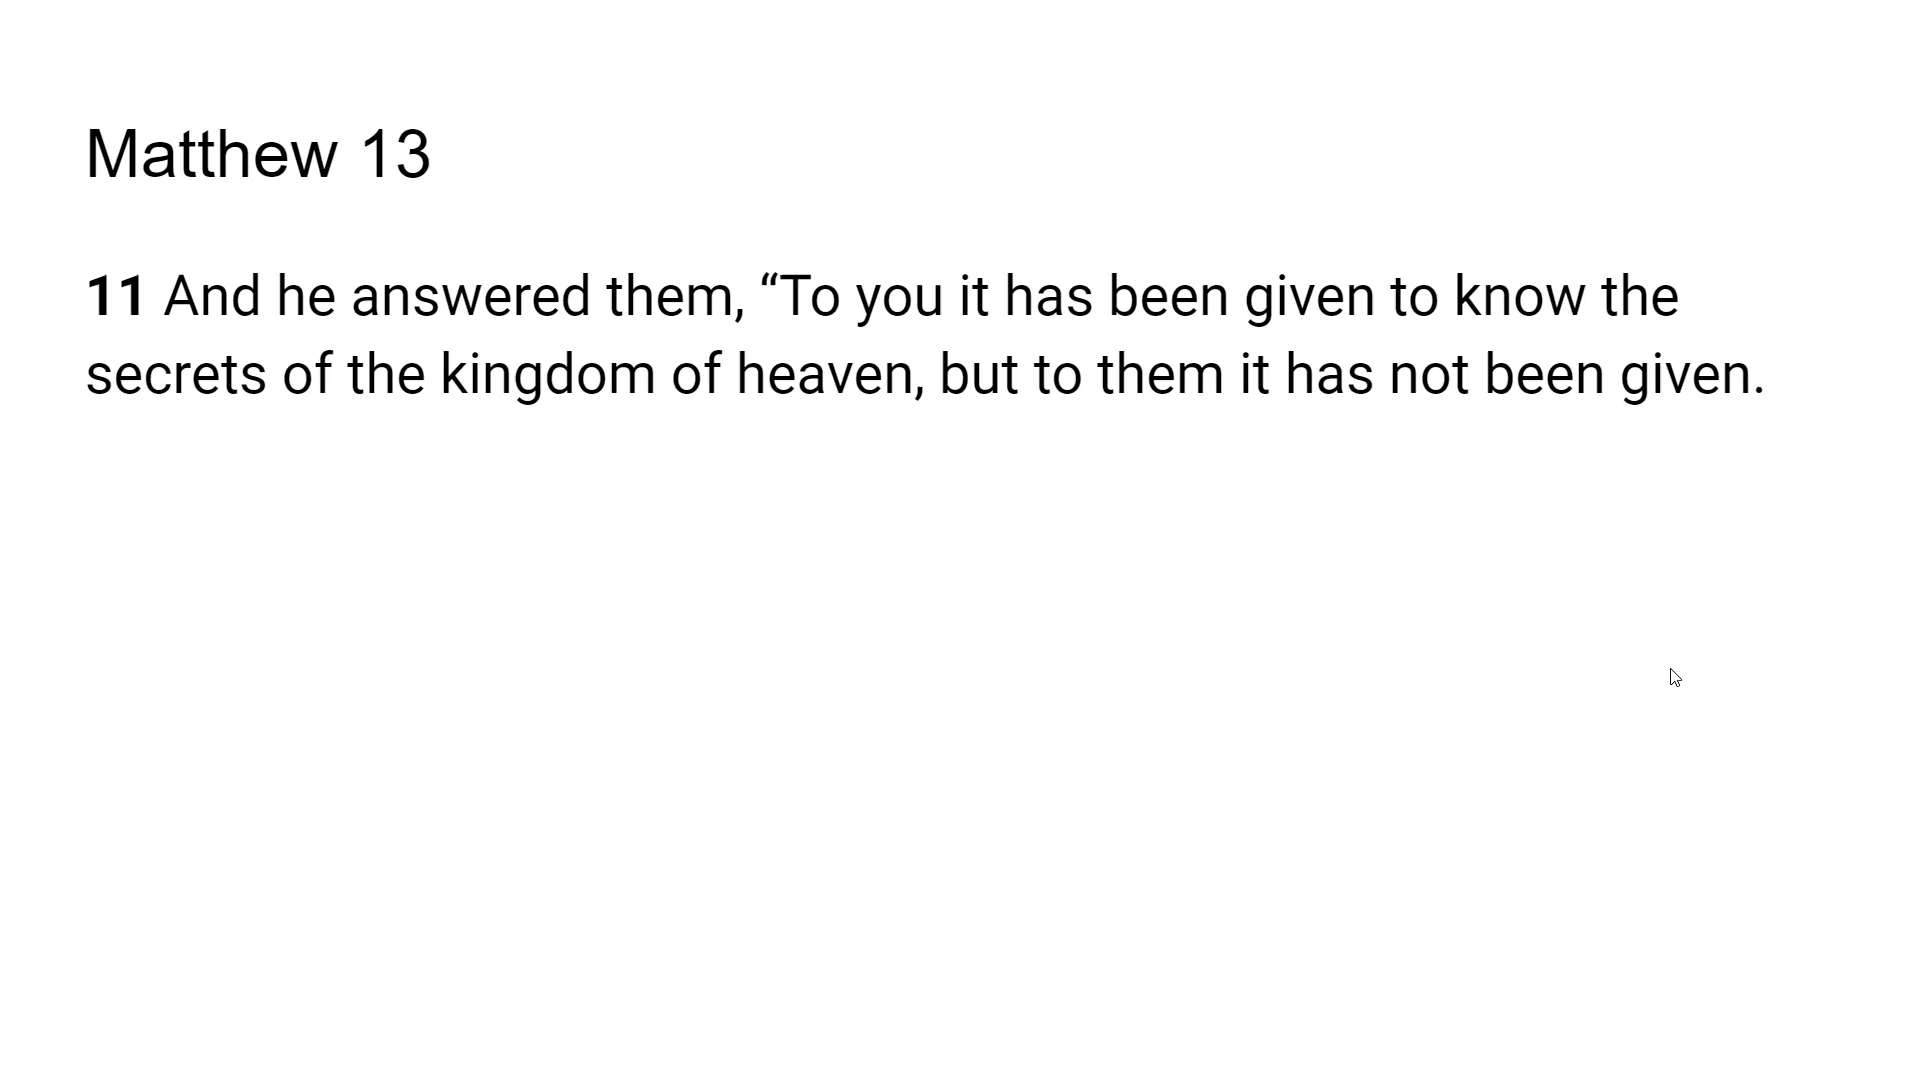 Matthew 13
11 And he answered them, “To you it has been given to know the
secrets of the kingdom of heaven, but to them it has not been given.